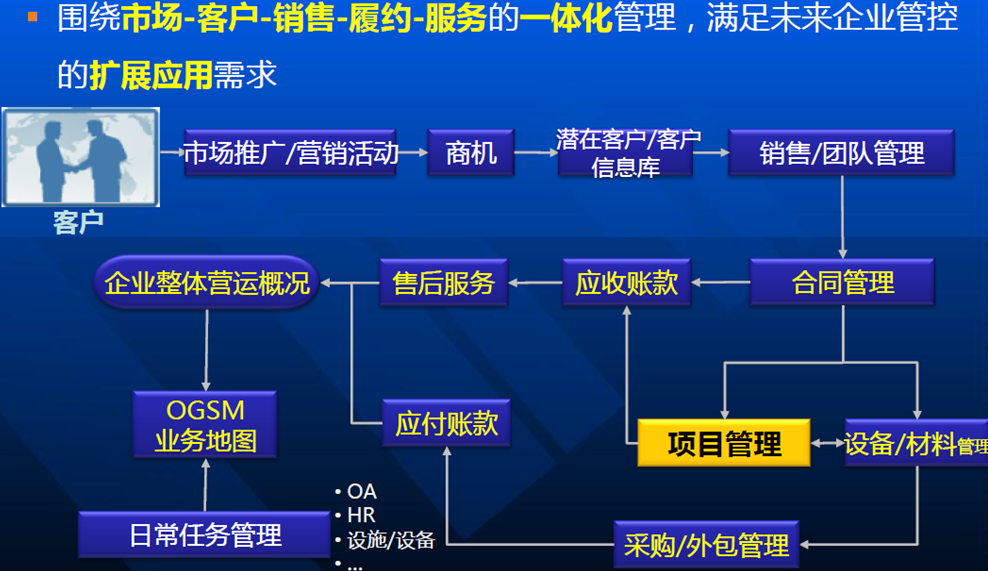 围绕市场-客户-销售-履约-服务的一体化管理，满足未来企业管控
的扩展应用需求
市场推广/营销活动
商机
潜在客户/客户
信息库
销售/团队管理
客户
企业整体营运概况
售后服务
应收账款
合同管理
OGSM
业务地图
应付账款
项目管理
设备/材料管理
日常任务管理
• OA
• HR
• 设施/设备
• ...
采购/外包管理